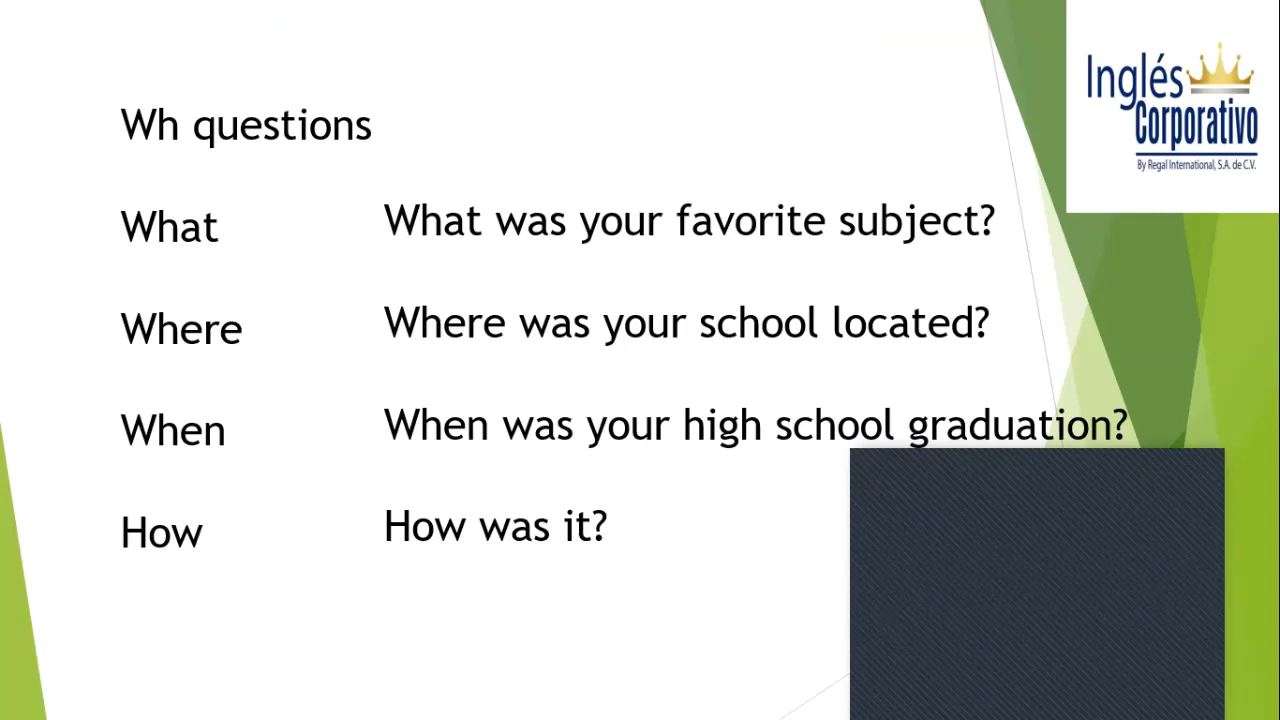 Inglés
Corporativo
By Regal International, S.A. de C.V.
Wh questions
What What was your favorite subject?
Where Where was your school located?
When When was your high school graduation?
How How was it?